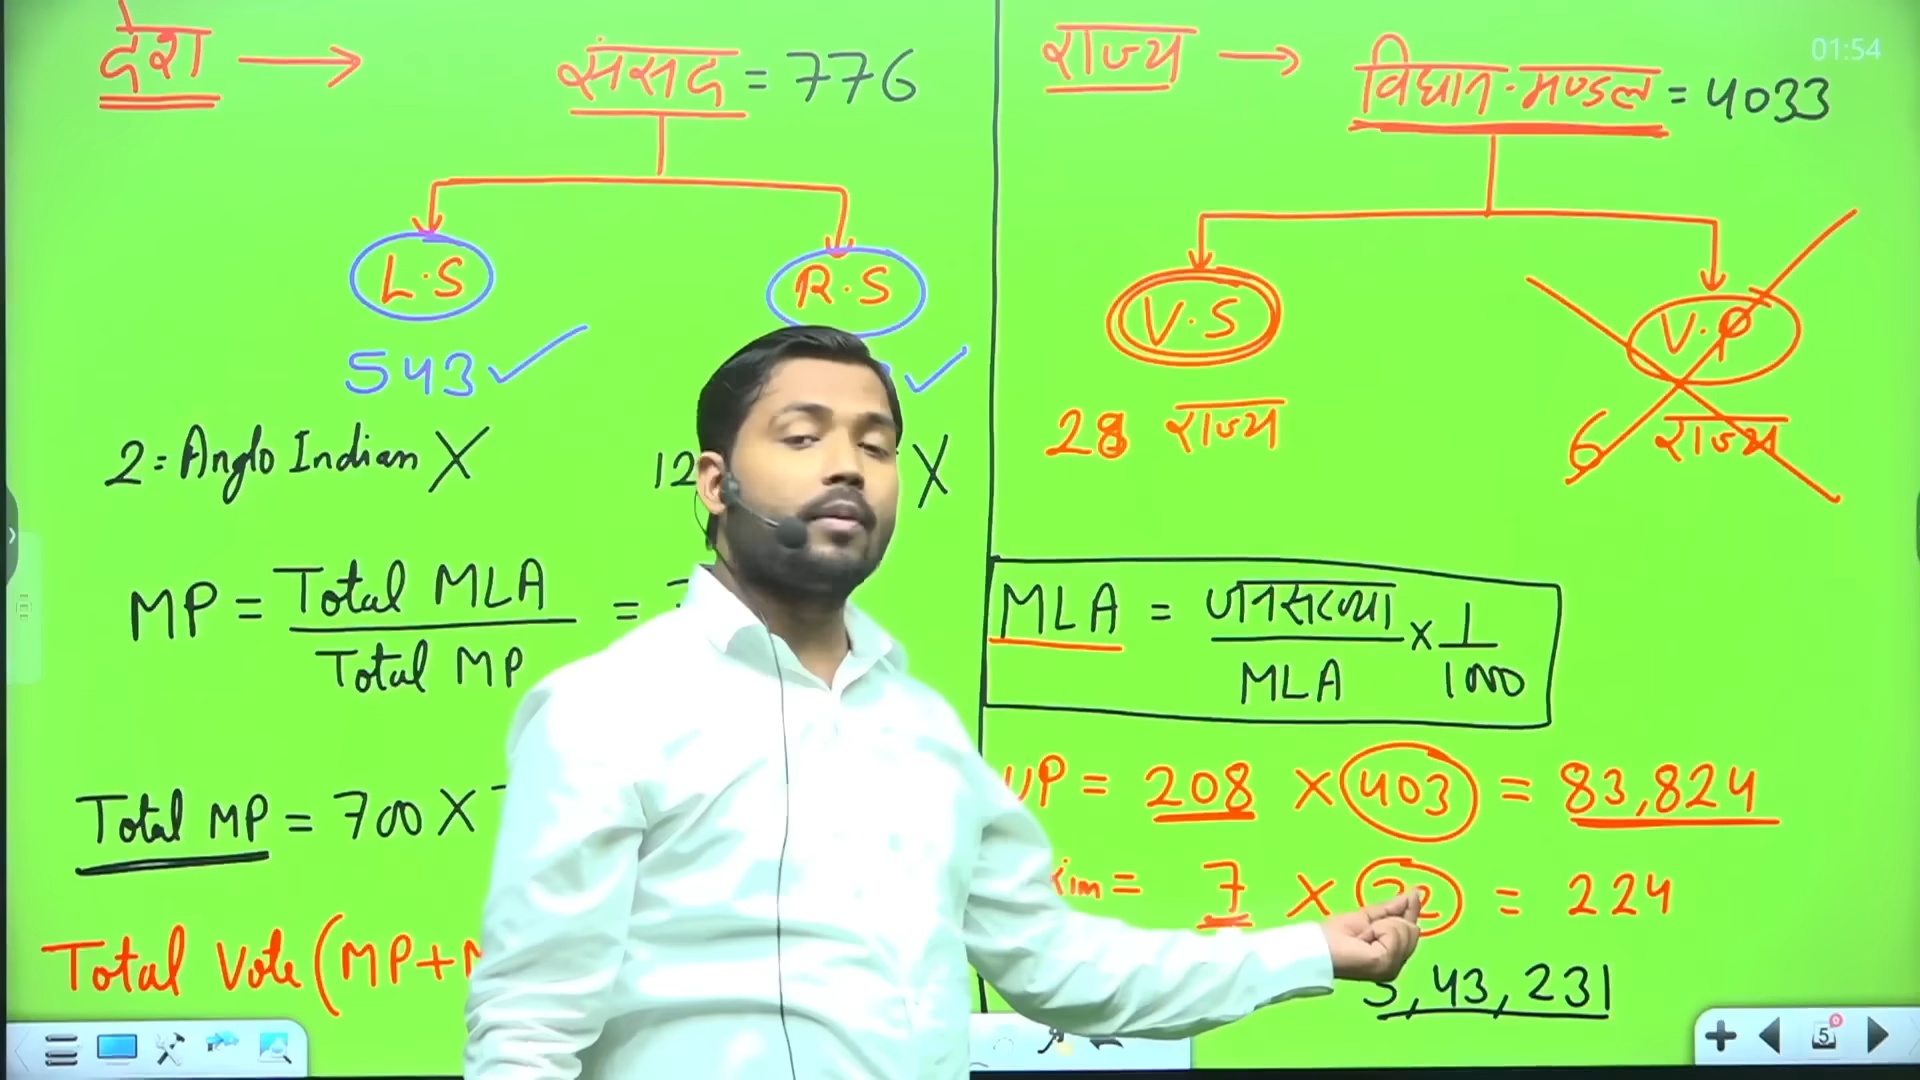 देश → संसद = 776
L.S R.S
543 ✓ ✓
2 = Anglo Indian X 12 X
MP = Total MLA / Total MP =
Total MP = 700 X
Total Vote (MP+
राज्य → विधान-मण्डल = 4033
01:54
V.S V.P
28 राज्य 6 राज्य
MLA = जनसंख्या / MLA x 1 / 1000
UP = 208 X 403 = 83,824
kim = 7 X = 224
5,43,231
5